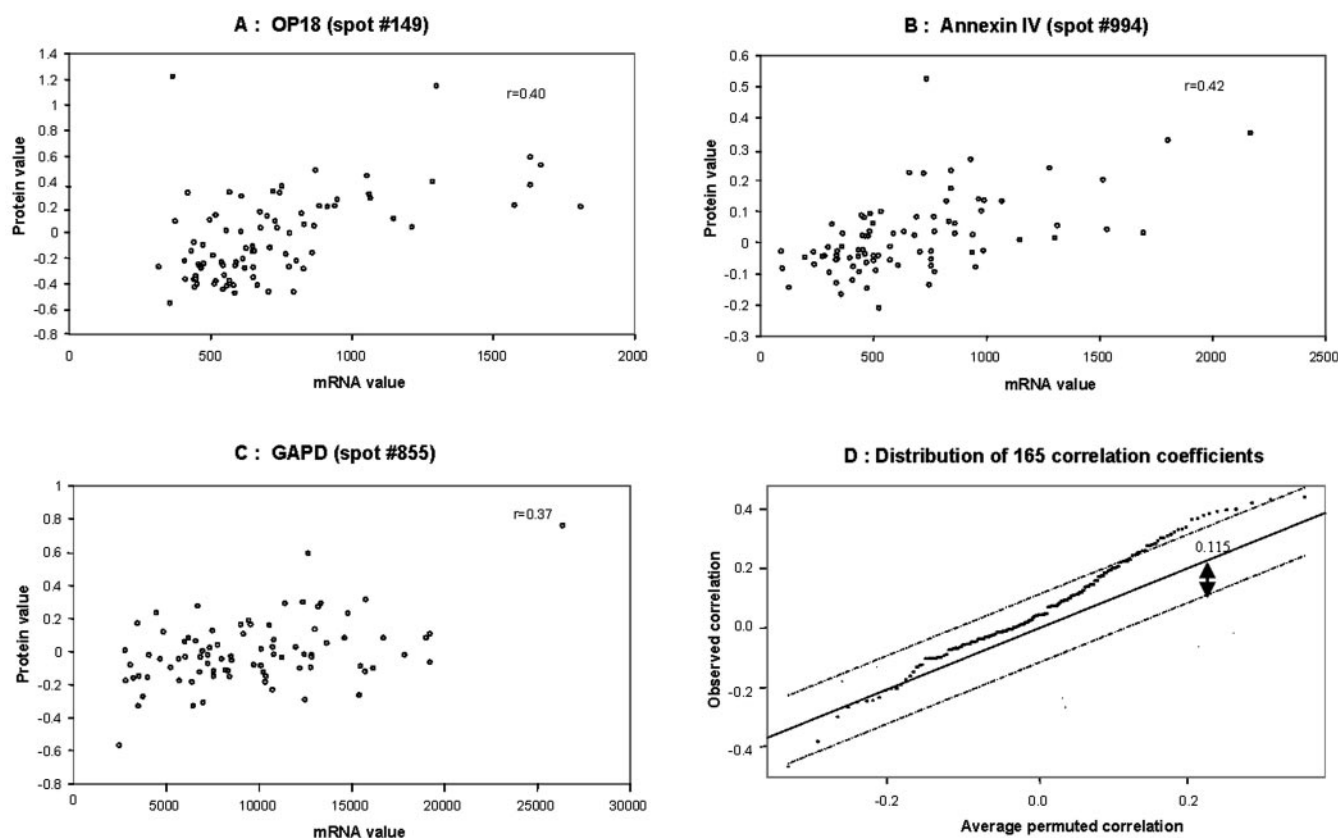 A : OP18 (spot #149)
1.4
1.2
1
0.8
0.6
0.4
0.2
0
-0.2
-0.4
-0.6
-0.8
Protein value
r=0.40
0 500 1000 1500 2000
mRNA value
B : Annexin IV (spot #994)
0.6
0.5
0.4
0.3
0.2
0.1
0
-0.1
-0.2
-0.3
Protein value
r=0.42
0 500 1000 1500 2000 2500
mRNA value
C : GAPD (spot #855)
1
0.8
0.6
0.4
0.2
0
-0.2
-0.4
-0.6
-0.8
Protein value
r=0.37
0 5000 10000 15000 20000 25000 30000
mRNA value
D : Distribution of 165 correlation coefficients
0.4
0.2
0.0
-0.2
-0.4
Observed correlation
0.115
-0.2 0.0 0.2
Average permuted correlation